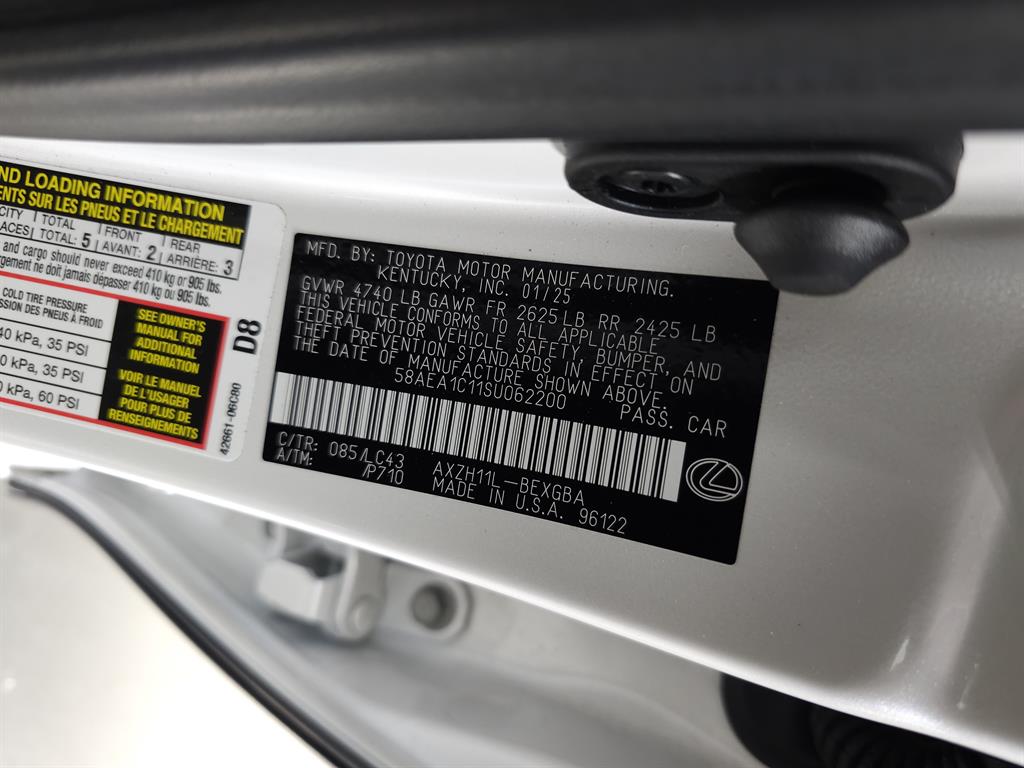 ND LOADING INFORMATION
ENTS SUR LES PNEUS ET LE CHARGEMENT
CITY TOTAL FRONT REAR
LACES TOTAL: 5 AVANT: 2 ARRIÈRE: 3
and cargo should never exceed 410 kg or 905 lbs.
rgement ne doit jamais dépasser 410 kg ou 905 lbs.
COLD TIRE PRESSURE
SSION DES PNEUS À FROID
40 kPa, 35 PSI
0 kPa, 35 PSI
0 kPa, 60 PSI
SEE OWNER'S
MANUAL FOR
ADDITIONAL
INFORMATION
VOIR LE MANUEL
DE L'USAGER
POUR PLUS DE
RENSEIGNEMENTS
D8
42661-06C80
MFD. BY: TOYOTA MOTOR MANUFACTURING.
KENTUCKY, INC. 01/25
GVWR 4740 LB GAWR FR 2625 LB RR 2425 LB
THIS VEHICLE CONFORMS TO ALL APPLICABLE
FEDERAL MOTOR VEHICLE SAFETY, BUMPER, AND
THEFT PREVENTION STANDARDS IN EFFECT ON
THE DATE OF MANUFACTURE SHOWN ABOVE.
58AEA1C11SU062200 PASS. CAR
C/TR: 085/LC43 AXZH11L-BEXGBA
A/TM: /P710 MADE IN U.S.A. 96122